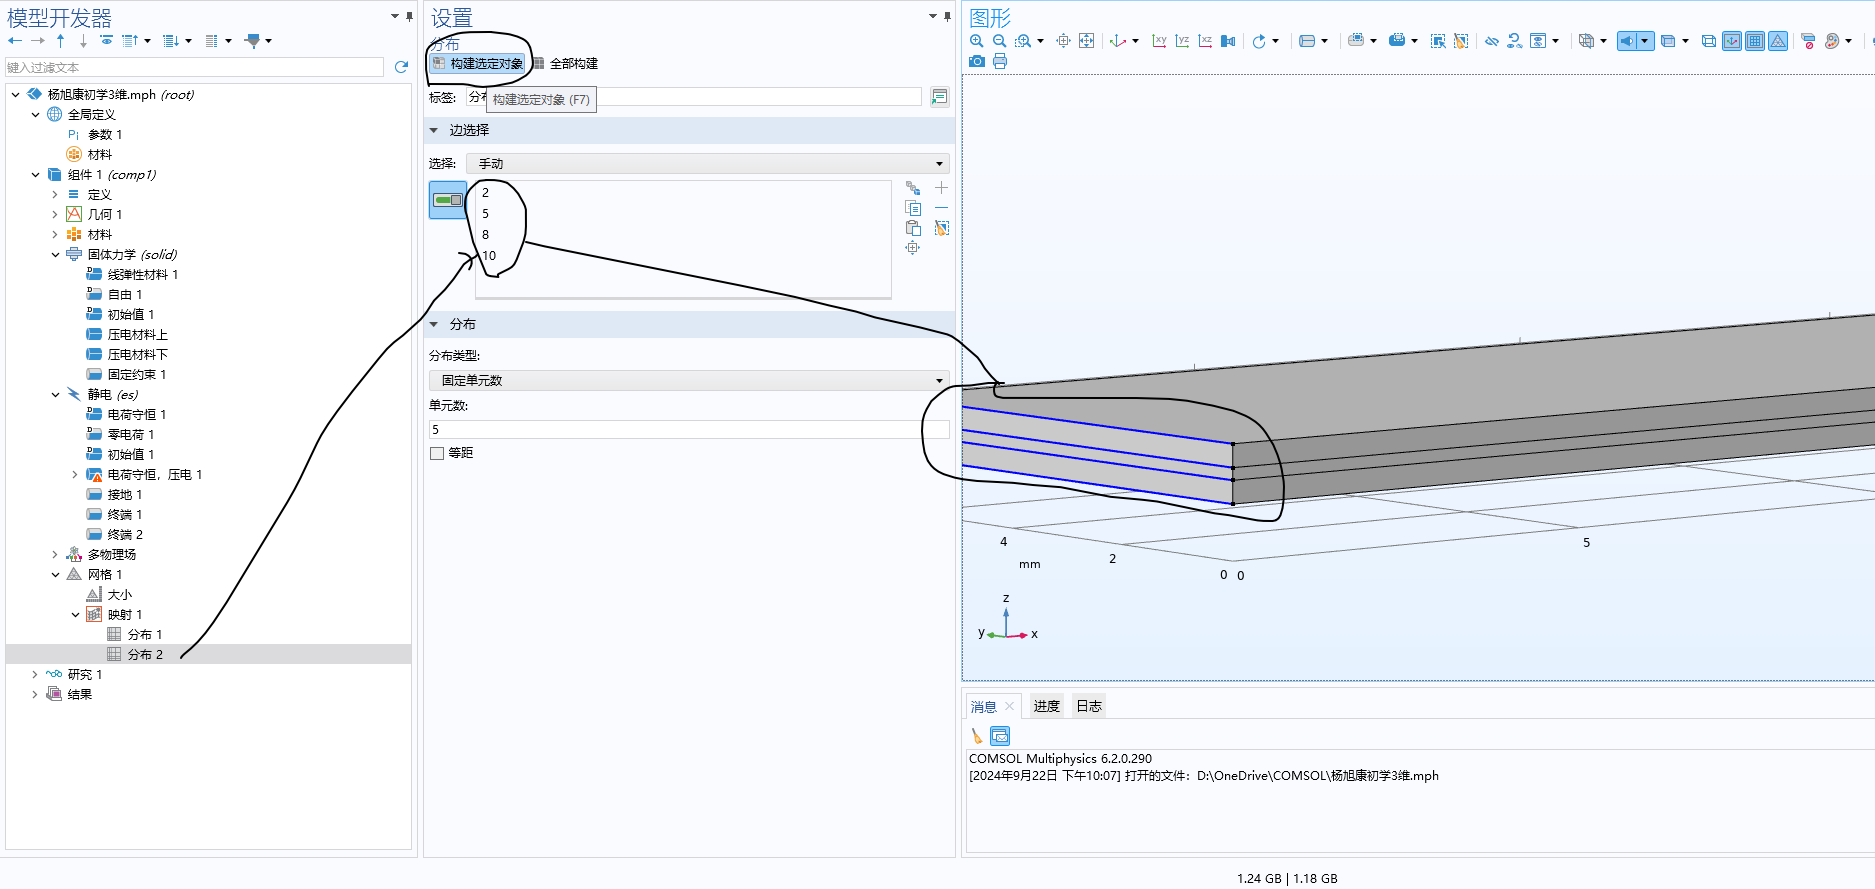 模型开发器
键入过滤文本
杨旭康初学3维.mph (root)
全局定义
Pi 参数 1
材料
组件 1 (comp1)
定义
几何 1
材料
固体力学 (solid)
线弹性材料 1
自由 1
初始值 1
压电材料上
压电材料下
固定约束 1
静电 (es)
电荷守恒 1
零电荷 1
初始值 1
电荷守恒，压电 1
接地 1
终端 1
终端 2
多物理场
网格 1
大小
映射 1
分布 1
分布 2
研究 1
结果
设置
分布
构建选定对象 全部构建
标签: 分布
构建选定对象 (F7)
边选择
选择: 手动
2
5
8
10
分布
分布类型:
固定单元数
单元数:
5
等距
图形
xy yz xz
4
2
0 0
5
mm
z
y x
消息 进度 日志
COMSOL Multiphysics 6.2.0.290
[2024年9月22日 下午10:07] 打开的文件：D:\OneDrive\COMSOL\杨旭康初学3维.mph
1.24 GB | 1.18 GB